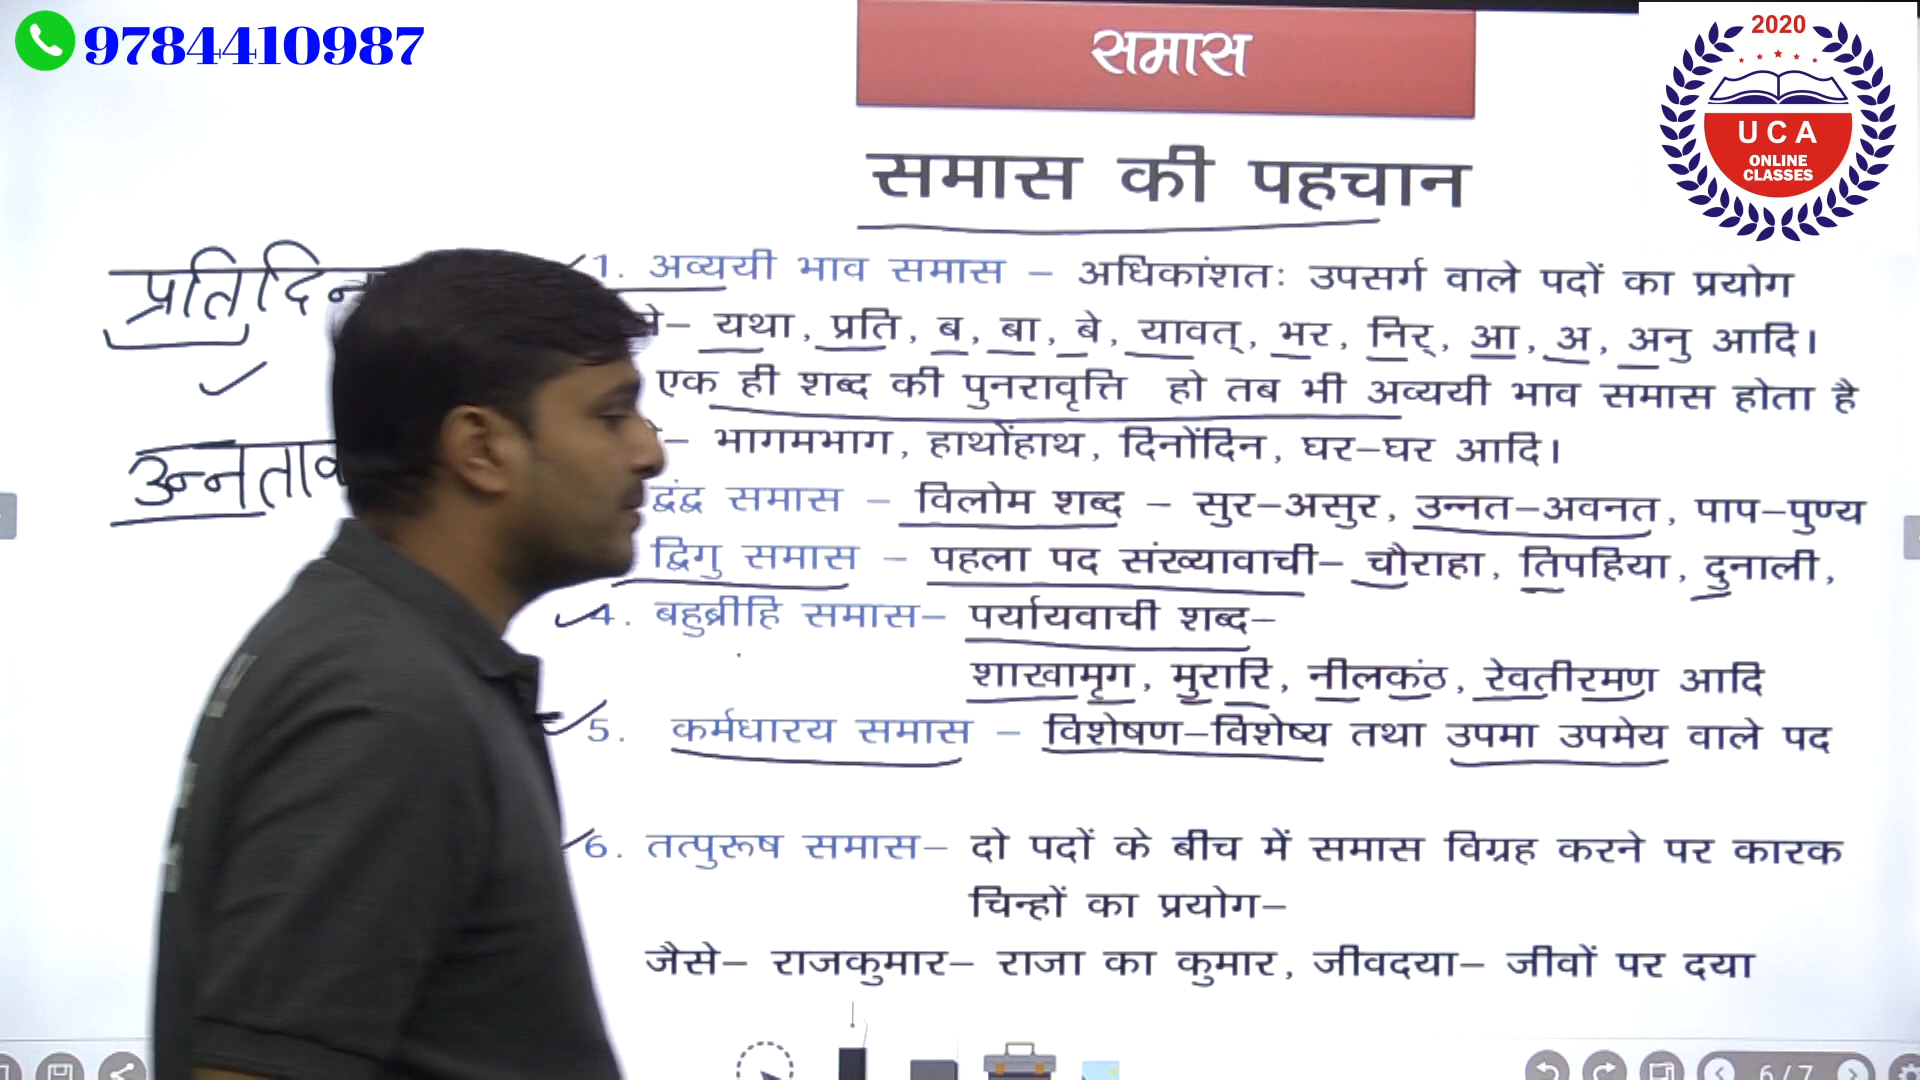 9784410987
समास
2020
U C A
ONLINE
CLASSES
समास की पहचान
प्रतिदिन
1. अव्ययी भाव समास – अधिकांशतः उपसर्ग वाले पदों का प्रयोग
यथा, प्रति, ब, बा, बे, यावत्, भर, निर्, आ, अ, अनु आदि।
एक ही शब्द की पुनरावृत्ति हो तब भी अव्ययी भाव समास होता है
– भागमभाग, हाथोंहाथ, दिनोंदिन, घर–घर आदि।
द्वंद्व समास – विलोम शब्द – सुर–असुर, उन्नत–अवनत, पाप–पुण्य
द्विगु समास – पहला पद संख्यावाची– चौराहा, तिपहिया, दुनाली,
4. बहुब्रीहि समास– पर्यायवाची शब्द–
शाखामृग, मुरारि, नीलकंठ, रेवतीरमण आदि
5. कर्मधारय समास – विशेषण–विशेष्य तथा उपमा उपमेय वाले पद
6. तत्पुरूष समास– दो पदों के बीच में समास विग्रह करने पर कारक
चिन्हों का प्रयोग–
जैसे– राजकुमार– राजा का कुमार, जीवदया– जीवों पर दया
6/7